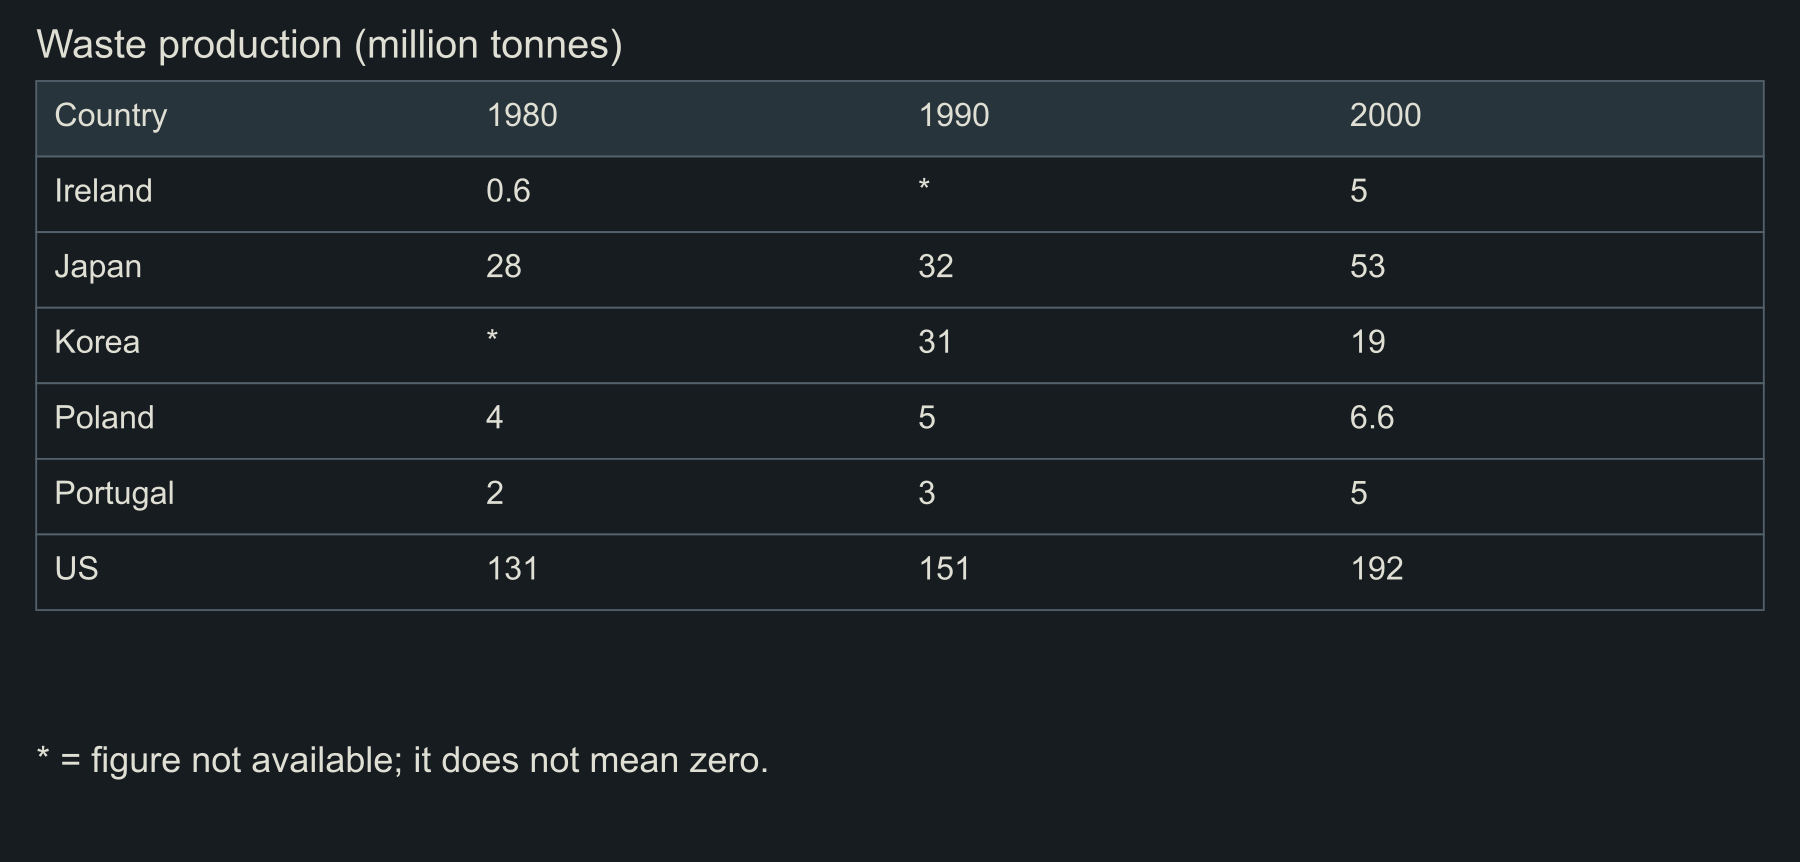 Waste production (million tonnes)
Country 1980 1990 2000
Ireland 0.6 * 5
Japan 28 32 53
Korea * 31 19
Poland 4 5 6.6
Portugal 2 3 5
US 131 151 192
* = figure not available; it does not mean zero.